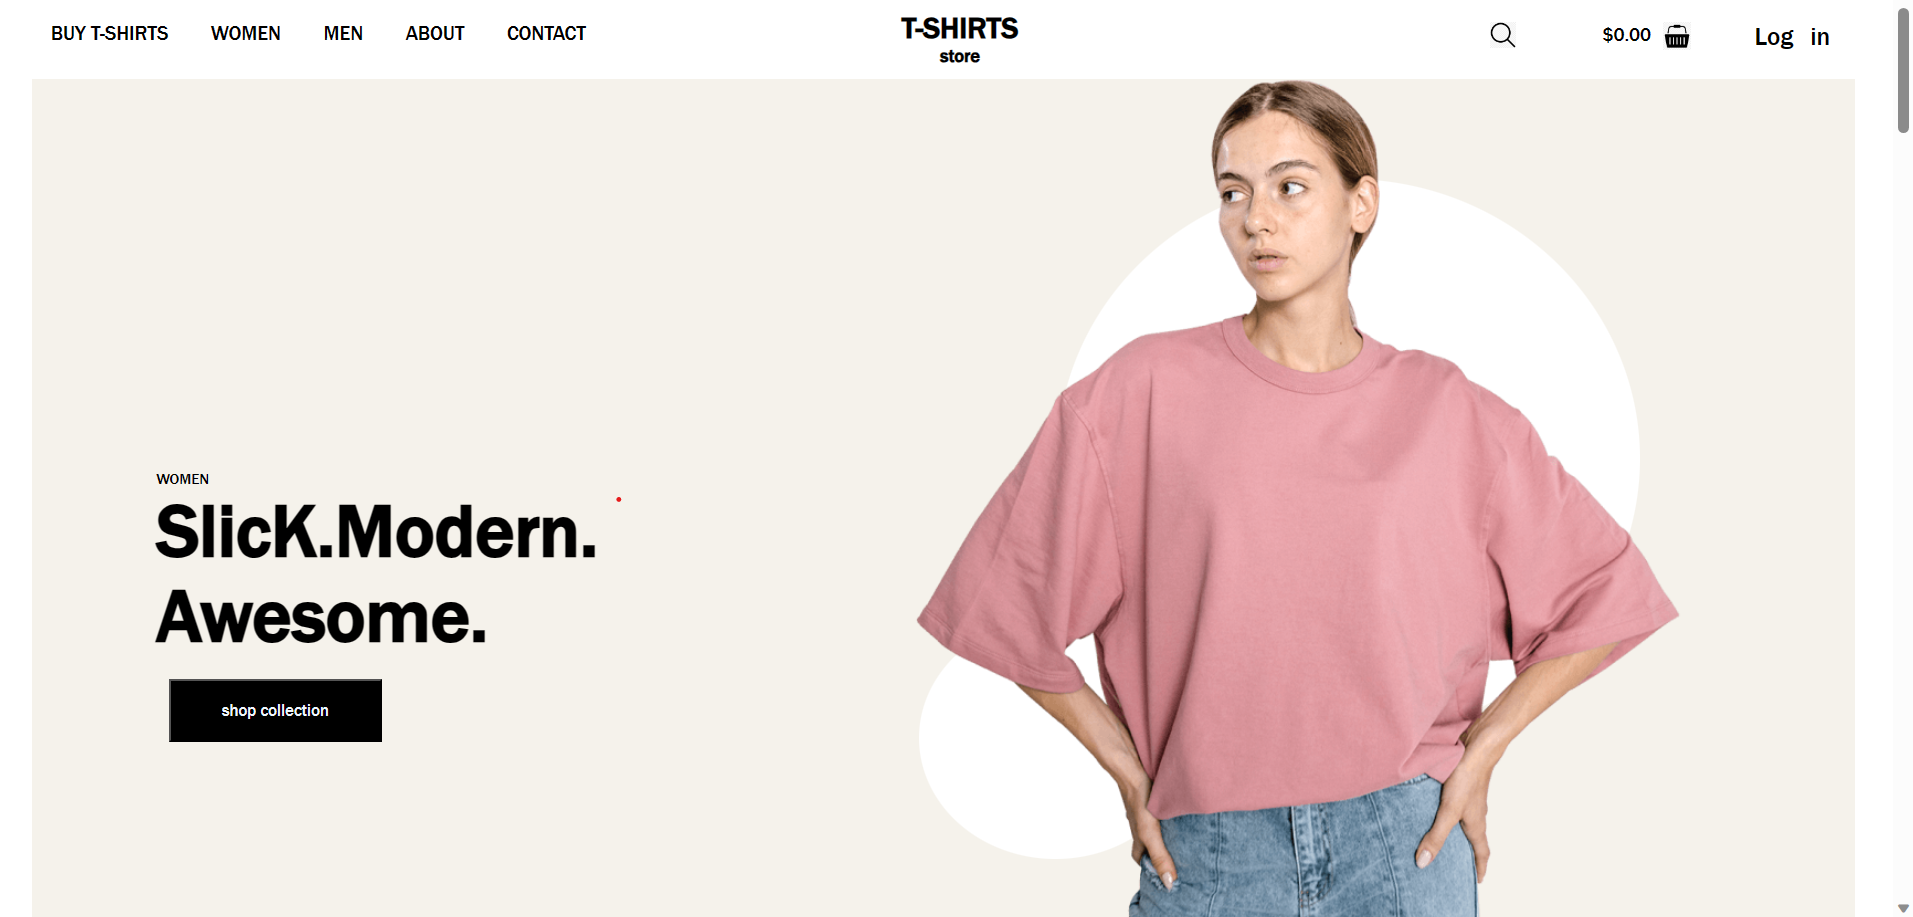 BUY T-SHIRTS WOMEN MEN ABOUT CONTACT
T-SHIRTS
store
$0.00
Log in
WOMEN
SlicK.Modern.
Awesome.
shop collection